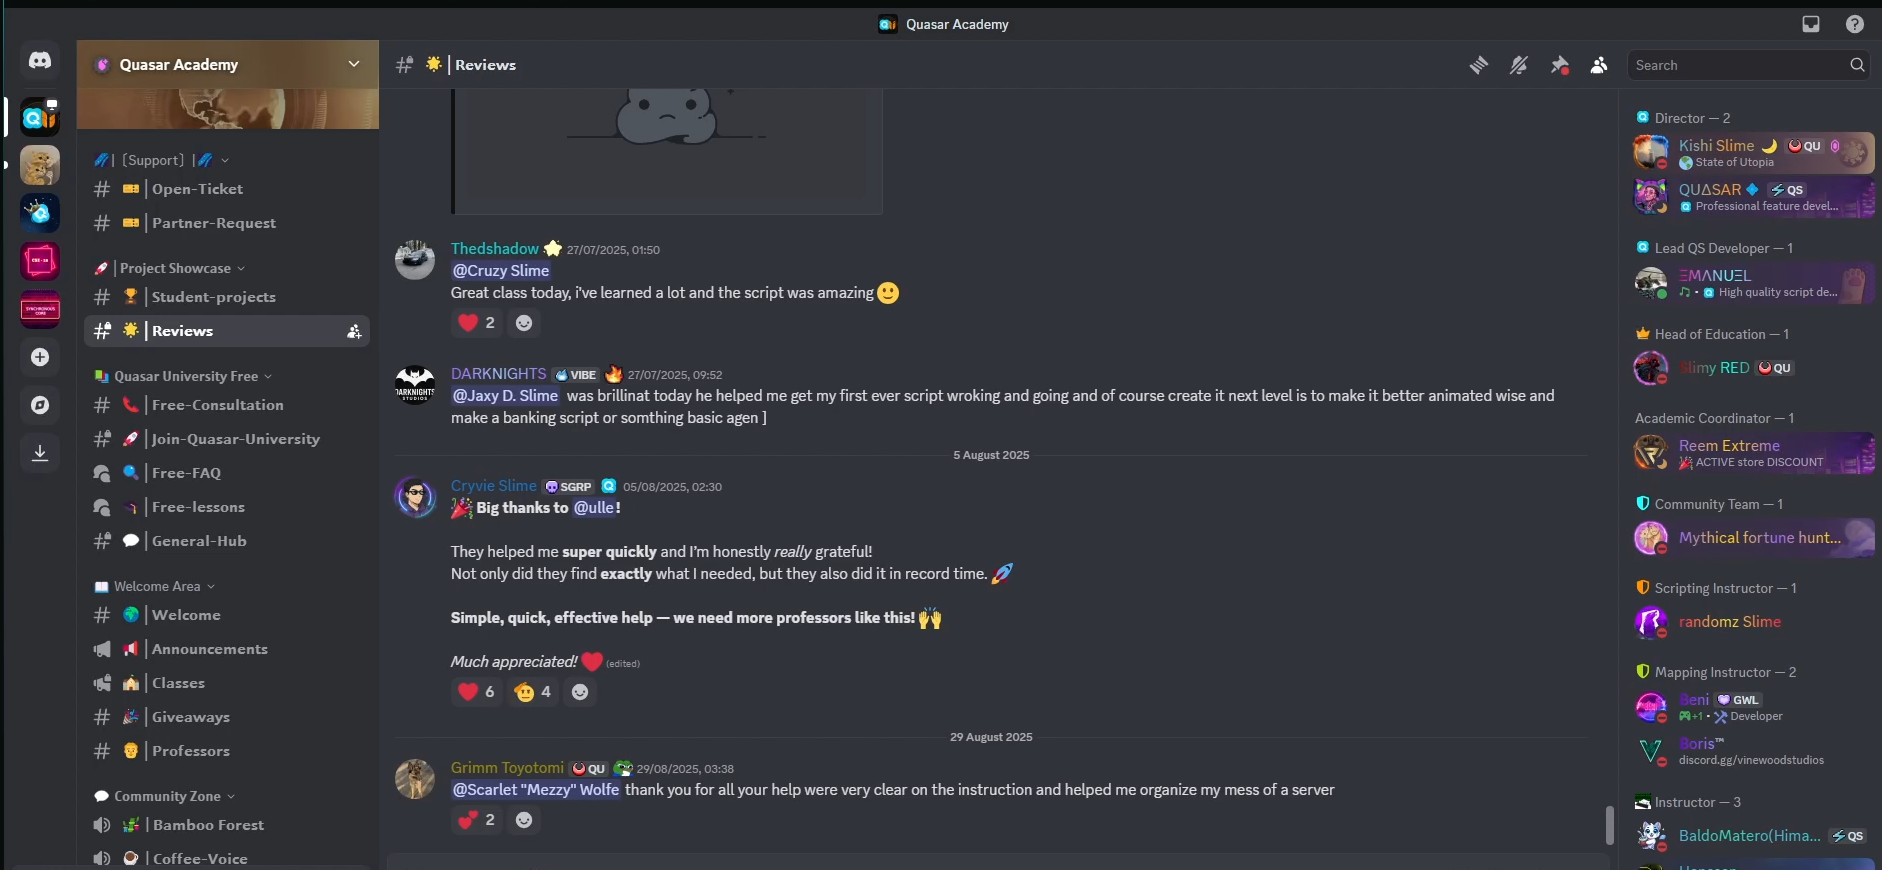 Quasar Academy
Quasar Academy
|〔Support〕|
Open-Ticket
Partner-Request
|Project Showcase
Student-projects
Reviews
Quasar University Free
Free-Consultation
Join-Quasar-University
Free-FAQ
Free-lessons
General-Hub
Welcome Area
Welcome
Announcements
Classes
Giveaways
Professors
Community Zone
Bamboo Forest
Coffee-Voice
| Reviews
Search
Thedshadow 27/07/2025, 01:50
@Cruzy Slime
Great class today, i've learned a lot and the script was amazing
2
DARKNIGHTS VIBE 27/07/2025, 09:52
@Jaxy D. Slime was brillinat today he helped me get my first ever script wroking and going and of course create it next level is to make it better animated wise and
make a banking script or somthing basic agen ]
5 August 2025
Cryvie Slime SGRP 05/08/2025, 02:30
Big thanks to @ulle!
They helped me super quickly and I'm honestly really grateful!
Not only did they find exactly what I needed, but they also did it in record time.
Simple, quick, effective help — we need more professors like this!
Much appreciated! (edited)
6 4
29 August 2025
Grimm Toyotomi QU 29/08/2025, 03:38
@Scarlet "Mezzy" Wolfe thank you for all your help were very clear on the instruction and helped me organize my mess of a server
2
Director — 2
Kishi Slime QU
State of Utopia
QUΔSAR QS
Professional feature devel...
Lead QS Developer — 1
ΞMΛNUΞL
• High quality script de...
Head of Education — 1
Slimy RED QU
Academic Coordinator — 1
Reem Extreme
ACTIVE store DISCOUNT
Community Team — 1
Mythical fortune hunt...
Scripting Instructor — 1
randomz Slime
Mapping Instructor — 2
Beni GWL
+1 • Developer
Boris™
discord.gg/vinewoodstudios
Instructor — 3
BaldoMatero(Hima... QS